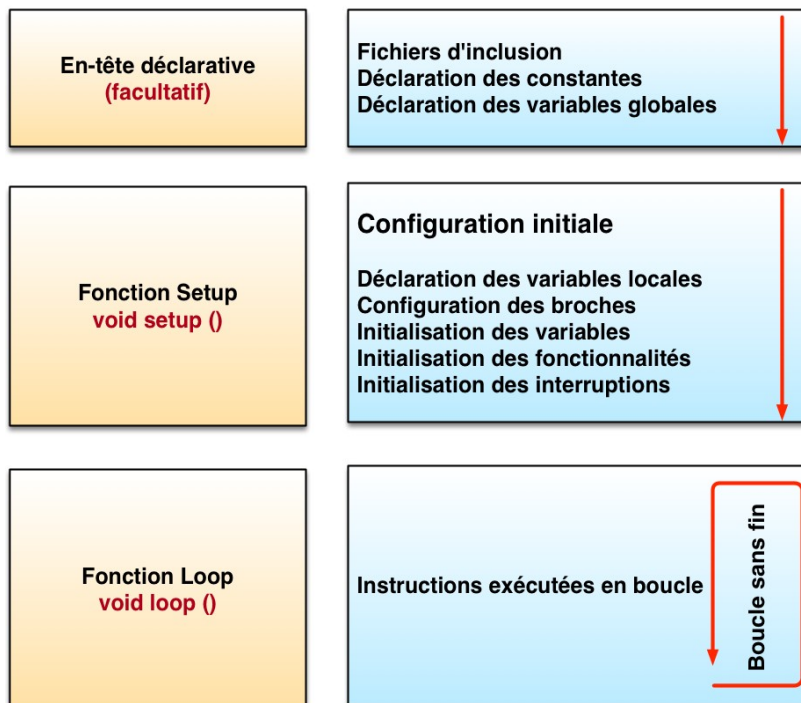 En-tête déclarative
(facultatif)
Fichiers d'inclusion
Déclaration des constantes
Déclaration des variables globales
Fonction Setup
void setup ()
Configuration initiale
Déclaration des variables locales
Configuration des broches
Initialisation des variables
Initialisation des fonctionnalités
Initialisation des interruptions
Fonction Loop
void loop ()
Instructions exécutées en boucle
Boucle sans fin